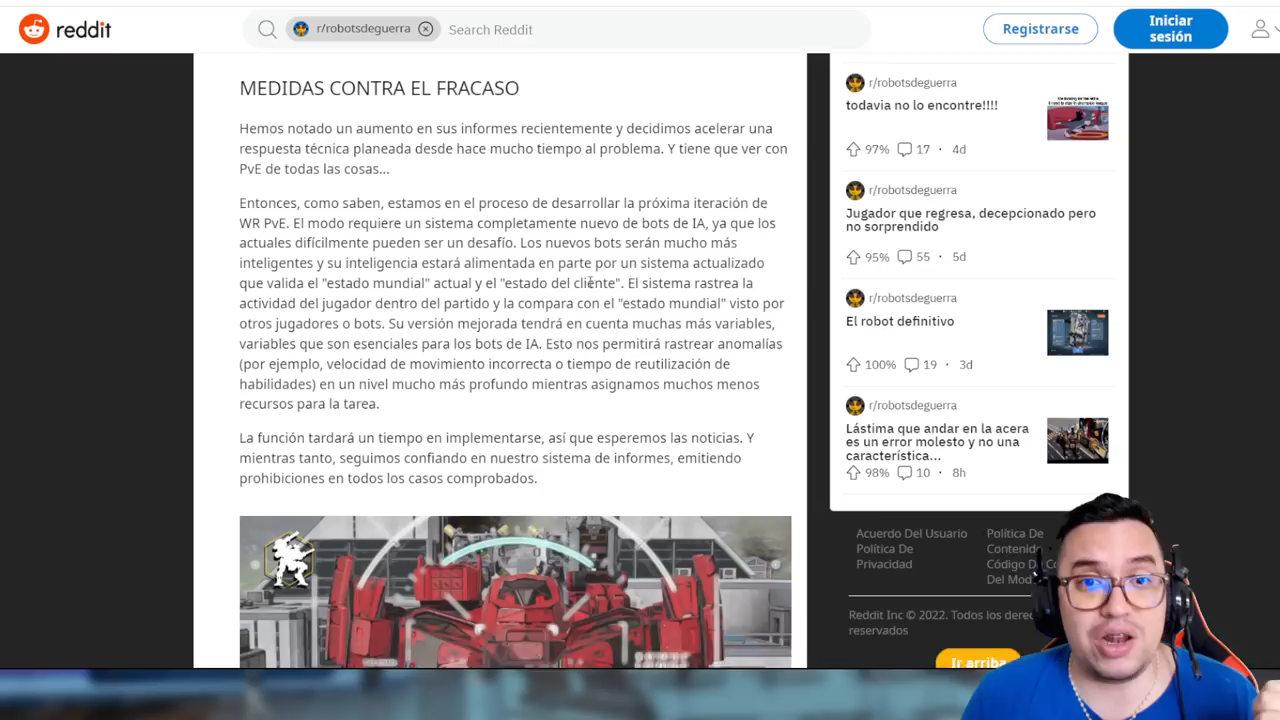 reddit
r/robotsdeguerra
Search Reddit
Registrarse
Iniciar sesión
MEDIDAS CONTRA EL FRACASO
Hemos notado un aumento en sus informes recientemente y decidimos acelerar una
respuesta técnica planeada desde hace mucho tiempo al problema. Y tiene que ver con
PvE de todas las cosas...
Entonces, como saben, estamos en el proceso de desarrollar la próxima iteración de
WR PvE. El modo requiere un sistema completamente nuevo de bots de IA, ya que los
actuales difícilmente pueden ser un desafío. Los nuevos bots serán mucho más
inteligentes y su inteligencia estará alimentada en parte por un sistema actualizado
que valida el "estado mundial" actual y el "estado del cliente". El sistema rastrea la
actividad del jugador dentro del partido y la compara con el "estado mundial" visto por
otros jugadores o bots. Su versión mejorada tendrá en cuenta muchas más variables,
variables que son esenciales para los bots de IA. Esto nos permitirá rastrear anomalías
(por ejemplo, velocidad de movimiento incorrecta o tiempo de reutilización de
habilidades) en un nivel mucho más profundo mientras asignamos muchos menos
recursos para la tarea.
La función tardará un tiempo en implementarse, así que esperemos las noticias. Y
mientras tanto, seguimos confiando en nuestro sistema de informes, emitiendo
prohibiciones en todos los casos comprobados.
r/robotsdeguerra
todavia no lo encontre!!!!
97% 17 · 4d
r/robotsdeguerra
Jugador que regresa, decepcionado pero
no sorprendido
95% 55 · 5d
r/robotsdeguerra
El robot definitivo
100% 19 · 3d
r/robotsdeguerra
Lástima que andar en la acera
es un error molesto y no una
característica...
98% 10 · 8h
Acuerdo Del Usuario
Política De
Privacidad
Política De
Contenido
Código D
Del Mod
Reddit Inc © 2022. Todos los
reservados
Ir arriba